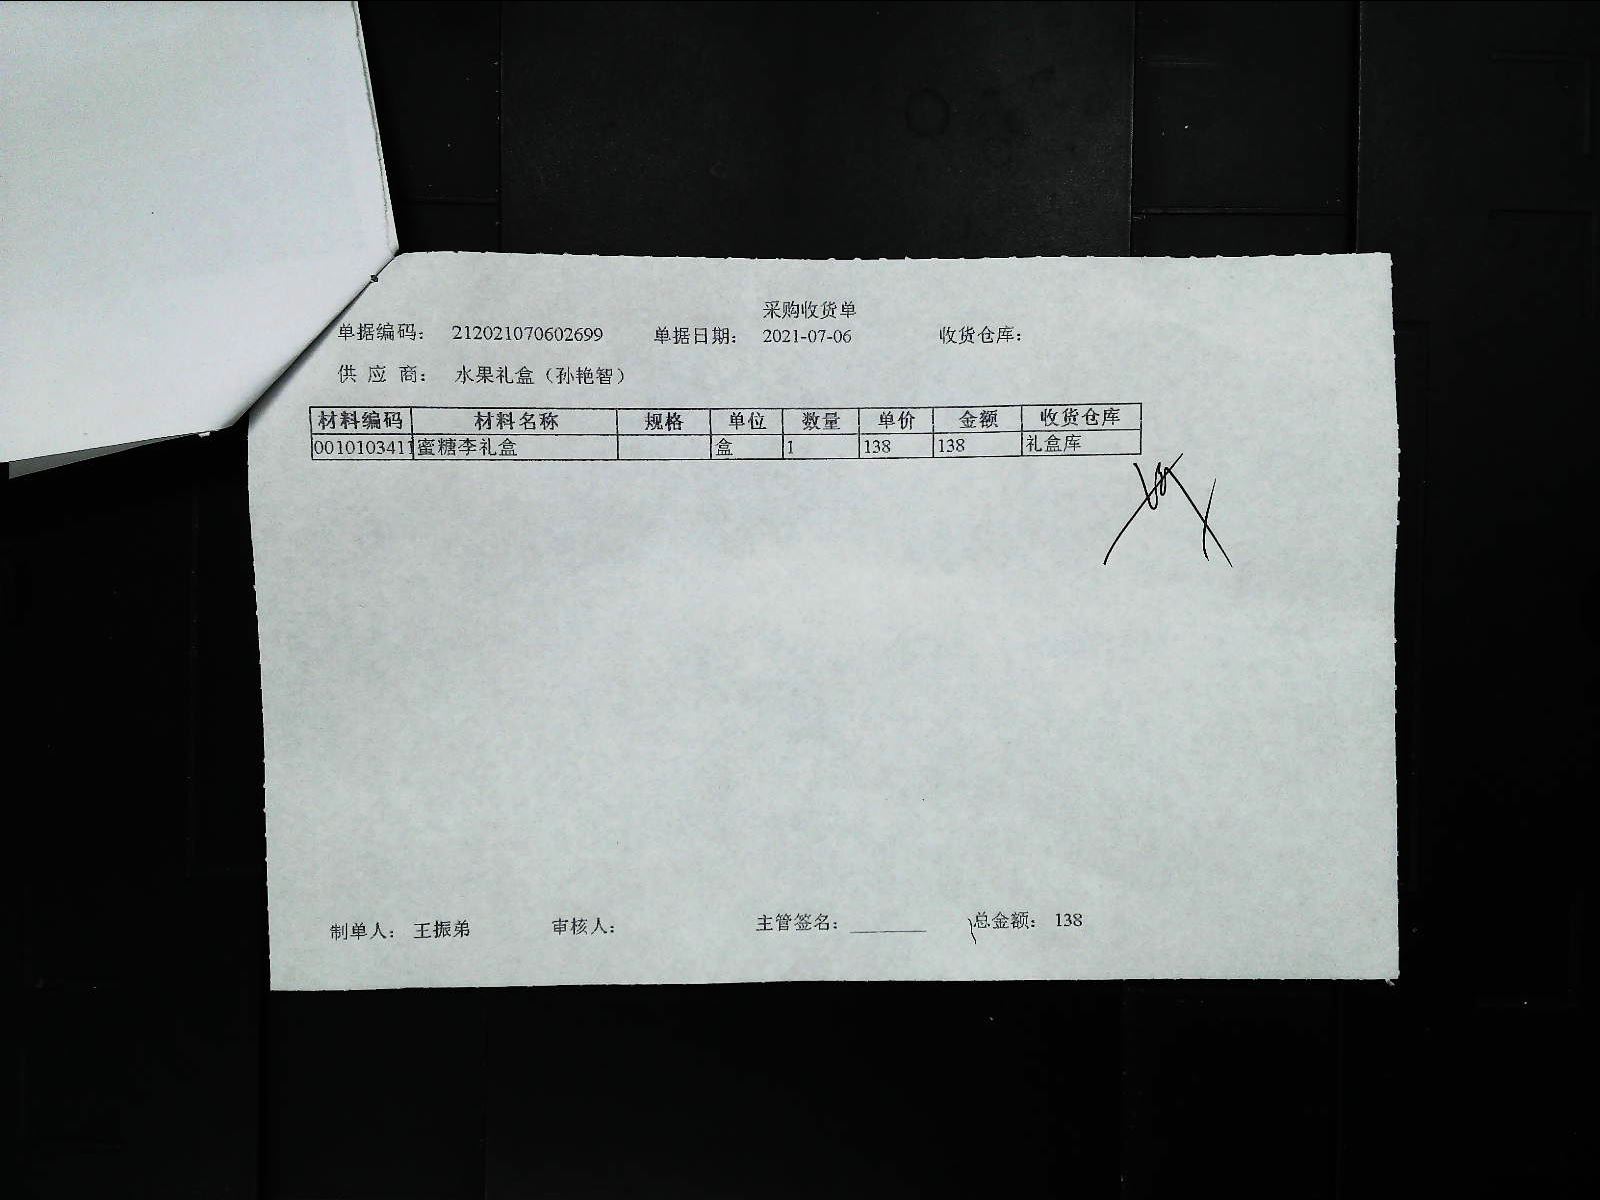 采购收货单
单据编码： 212021070602699 单据日期： 2021-07-06 收货仓库：
供 应 商： 水果礼盒（孙艳智）
材料编码 材料名称 规格 单位 数量 单价 金额 收货仓库
0010103411 蜜糖李礼盒 盒 1 138 138 礼盒库
制单人： 王振弟 审核人： 主管签名：________ 总金额： 138